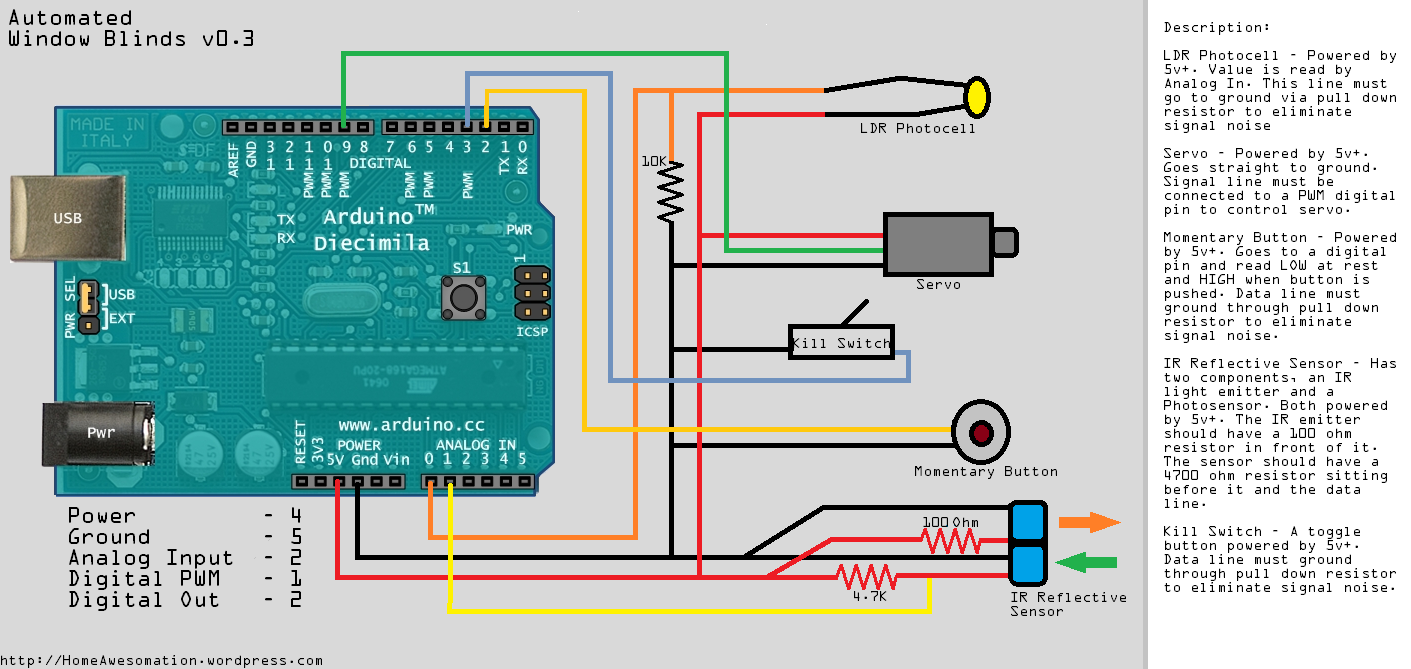 Automated
Window Blinds v0.3
MADE IN
ITALY
AREF
GND
13
12
11
10
9
8
7
6
5
4
3
2
1
0
PWM
PWM
PWM
DIGITAL
PWM
PWM
PWM
TX
RX
USB
TX
RX
Arduino
TM
Diecimila
PWR
S1
1
ICSP
PWR SEL
USB
EXT
ATMEGA168-20PU
0641
Pwr
www.arduino.cc
RESET
3V3
POWER
5V Gnd Vin
ANALOG IN
0 1 2 3 4 5
10K
LDR Photocell
Servo
Kill Switch
Momentary Button
100 Ohm
4.7K
IR Reflective
Sensor
Power - 4
Ground - 5
Analog Input - 2
Digital PWM - 1
Digital Out - 2
http://HomeAwesomation.wordpress.com
Description:
LDR Photocell - Powered by
5v+. Value is read by
Analog In. This line must
go to ground via pull down
resistor to eliminate
signal noise
Servo - Powered by 5v+.
Goes straight to ground.
Signal line must be
connected to a PWM digital
pin to control servo.
Momentary Button - Powered
by 5v+. Goes to a digital
pin and read LOW at rest
and HIGH when button is
pushed. Data line must
ground through pull down
resistor to eliminate
signal noise.
IR Reflective Sensor - Has
two components, an IR
light emitter and a
Photosensor. Both powered
by 5v+. The IR emitter
should have a 100 ohm
resistor in front of it.
The sensor should have a
4700 ohm resistor sitting
before it and the data
line.
Kill Switch - A toggle
button powered by 5v+.
Data line must ground
through pull down resistor
to eliminate signal noise.